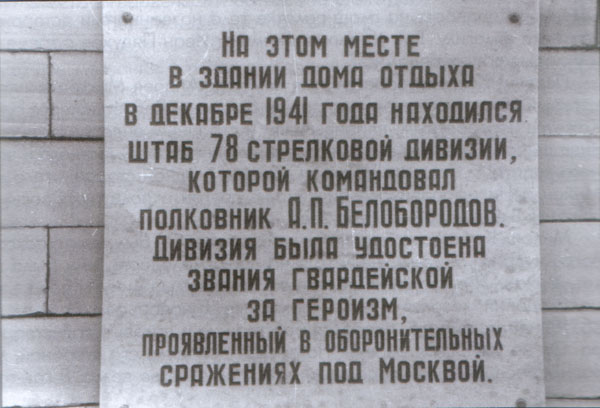 На этом месте
в здании дома отдыха
в декабре 1941 года находился
штаб 78 стрелковой дивизии,
которой командовал
полковник А.П. Белобородов.
Дивизия была удостоена
звания гвардейской
за героизм,
проявленный в оборонительных
сражениях под Москвой.